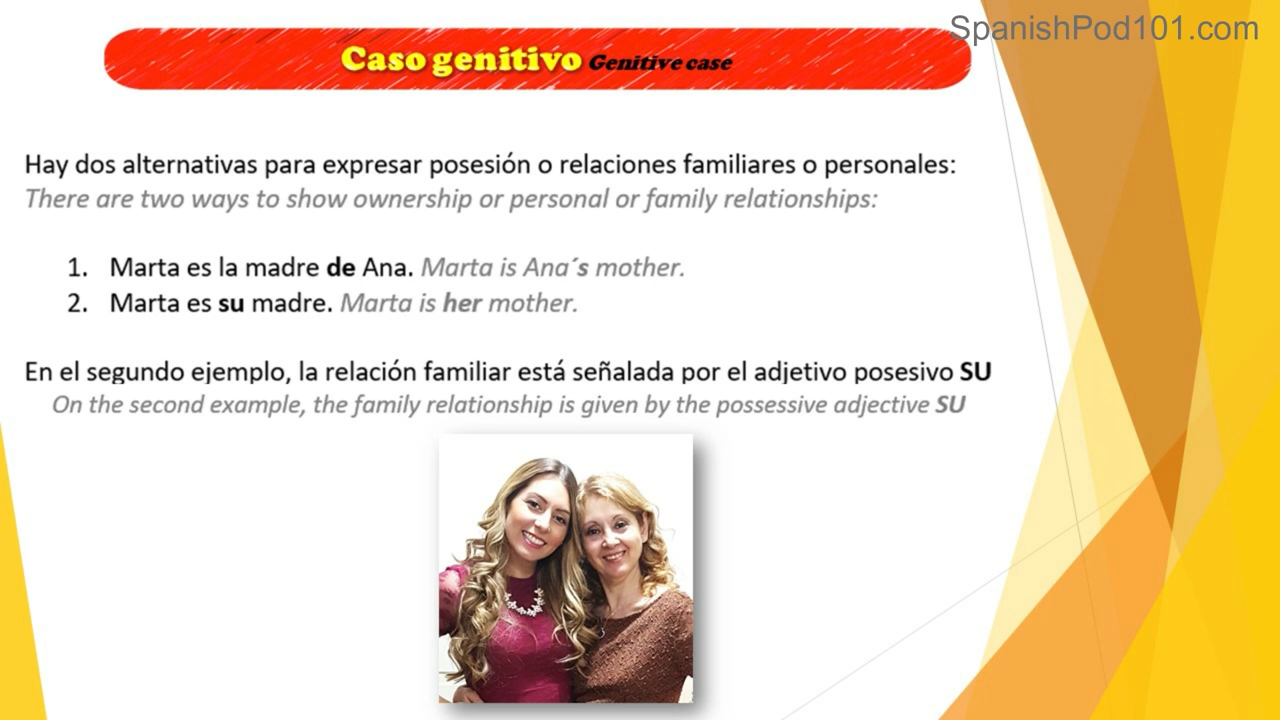 SpanishPod101.com
Caso genitivo Genitive case
Hay dos alternativas para expresar posesión o relaciones familiares o personales:
There are two ways to show ownership or personal or family relationships:
1. Marta es la madre de Ana. Marta is Ana´s mother.
2. Marta es su madre. Marta is her mother.
En el segundo ejemplo, la relación familiar está señalada por el adjetivo posesivo SU
On the second example, the family relationship is given by the possessive adjective SU